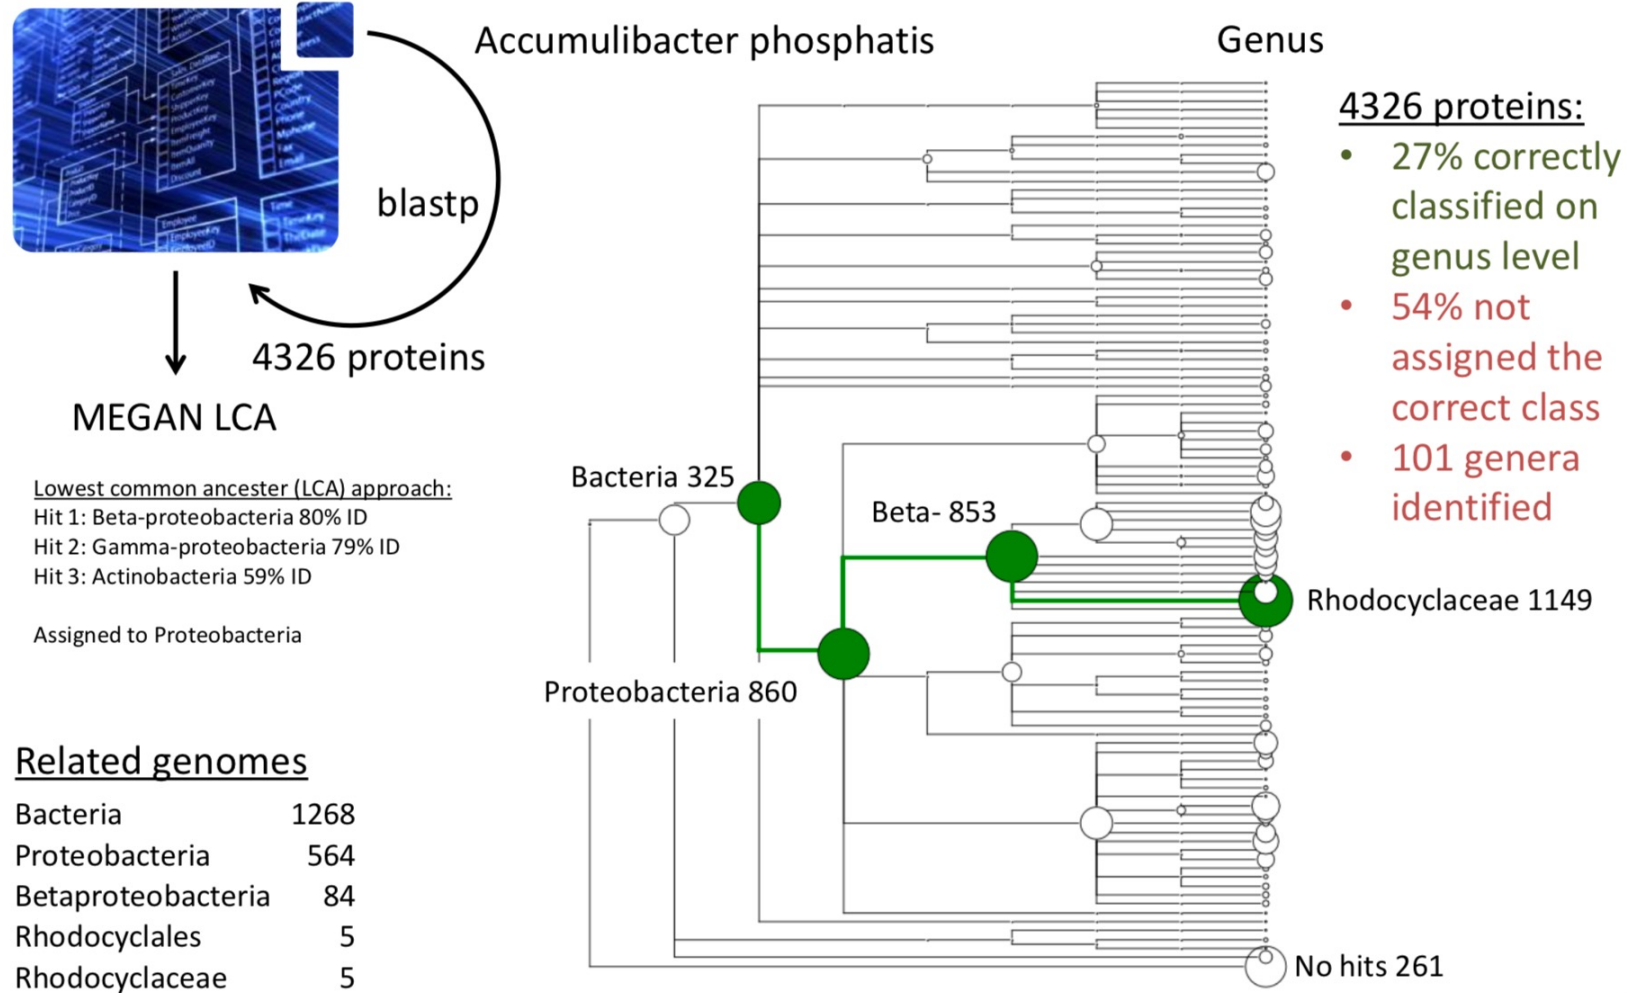 Accumulibacter phosphatis
Genus
blastp
4326 proteins
MEGAN LCA
Lowest common ancester (LCA) approach:
Hit 1: Beta-proteobacteria 80% ID
Hit 2: Gamma-proteobacteria 79% ID
Hit 3: Actinobacteria 59% ID
Assigned to Proteobacteria
Related genomes
Bacteria 1268
Proteobacteria 564
Betaproteobacteria 84
Rhodocyclales 5
Rhodocyclaceae 5
Bacteria 325
Beta- 853
Proteobacteria 860
Rhodocyclaceae 1149
No hits 261
4326 proteins:
• 27% correctly
classified on
genus level
• 54% not
assigned the
correct class
• 101 genera
identified